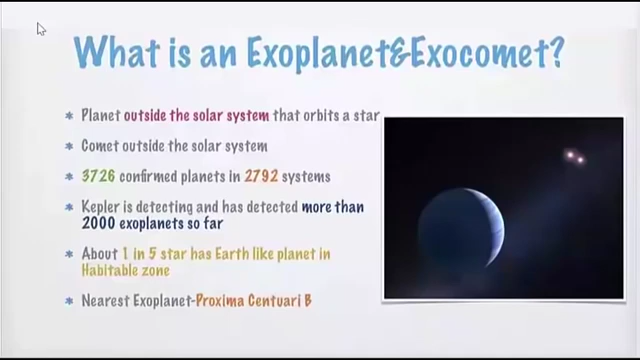 What is an Exoplanet&Exocomet?
Planet outside the solar system that orbits a star
Comet outside the solar system
3726 confirmed planets in 2792 systems
Kepler is detecting and has detected more than
2000 exoplanets so far
About 1 in 5 star has Earth like planet in
Habitable zone
Nearest Exoplanet-Proxima Centuari B